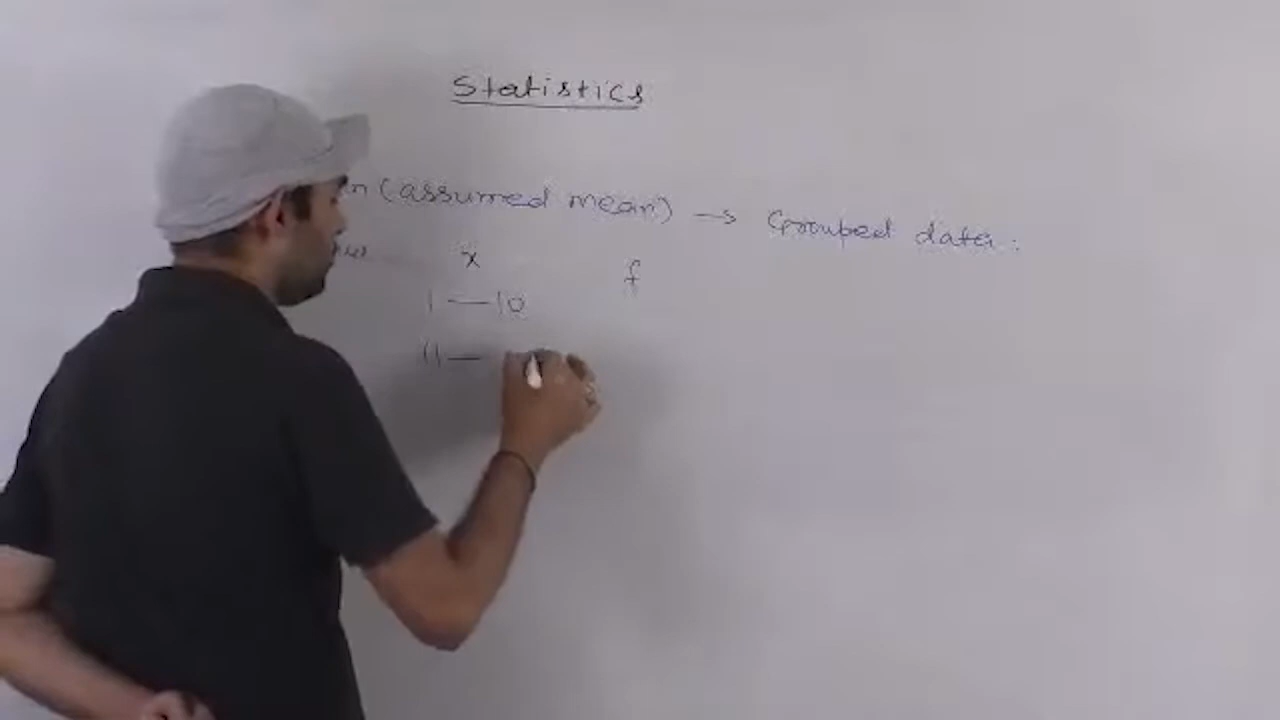 Statistics
(assumed mean) → Grouped data:
x f
1 — 10
11 —